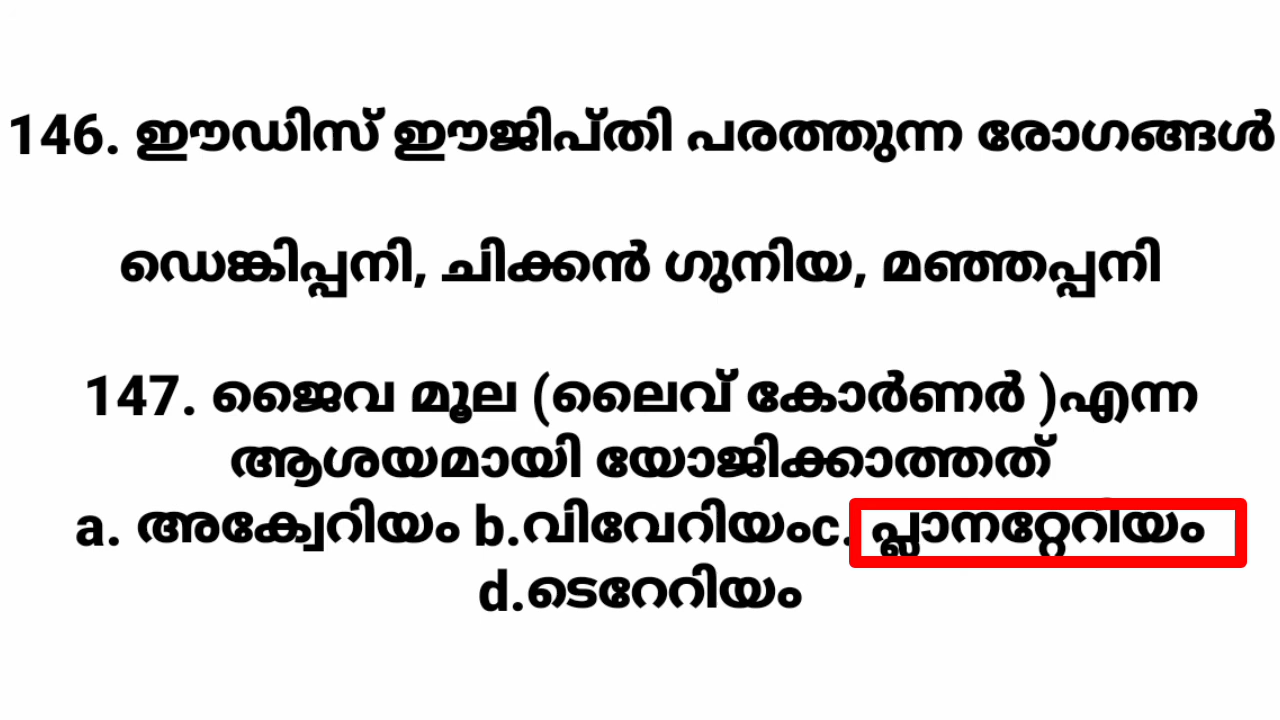 146. ഈഡിസ് ഈജിപ്തി പരത്തുന്ന രോഗങ്ങൾ
ഡെങ്കിപ്പനി, ചിക്കൻ ഗുനിയ, മഞ്ഞപ്പനി
147. ജൈവ മൂല (ലൈവ് കോർണർ )എന്ന
ആശയമായി യോജിക്കാത്തത്
a. അക്വേറിയം b.വിവേറിയംc. പ്ലാനറ്റേറിയം
d.ടെറേറിയം